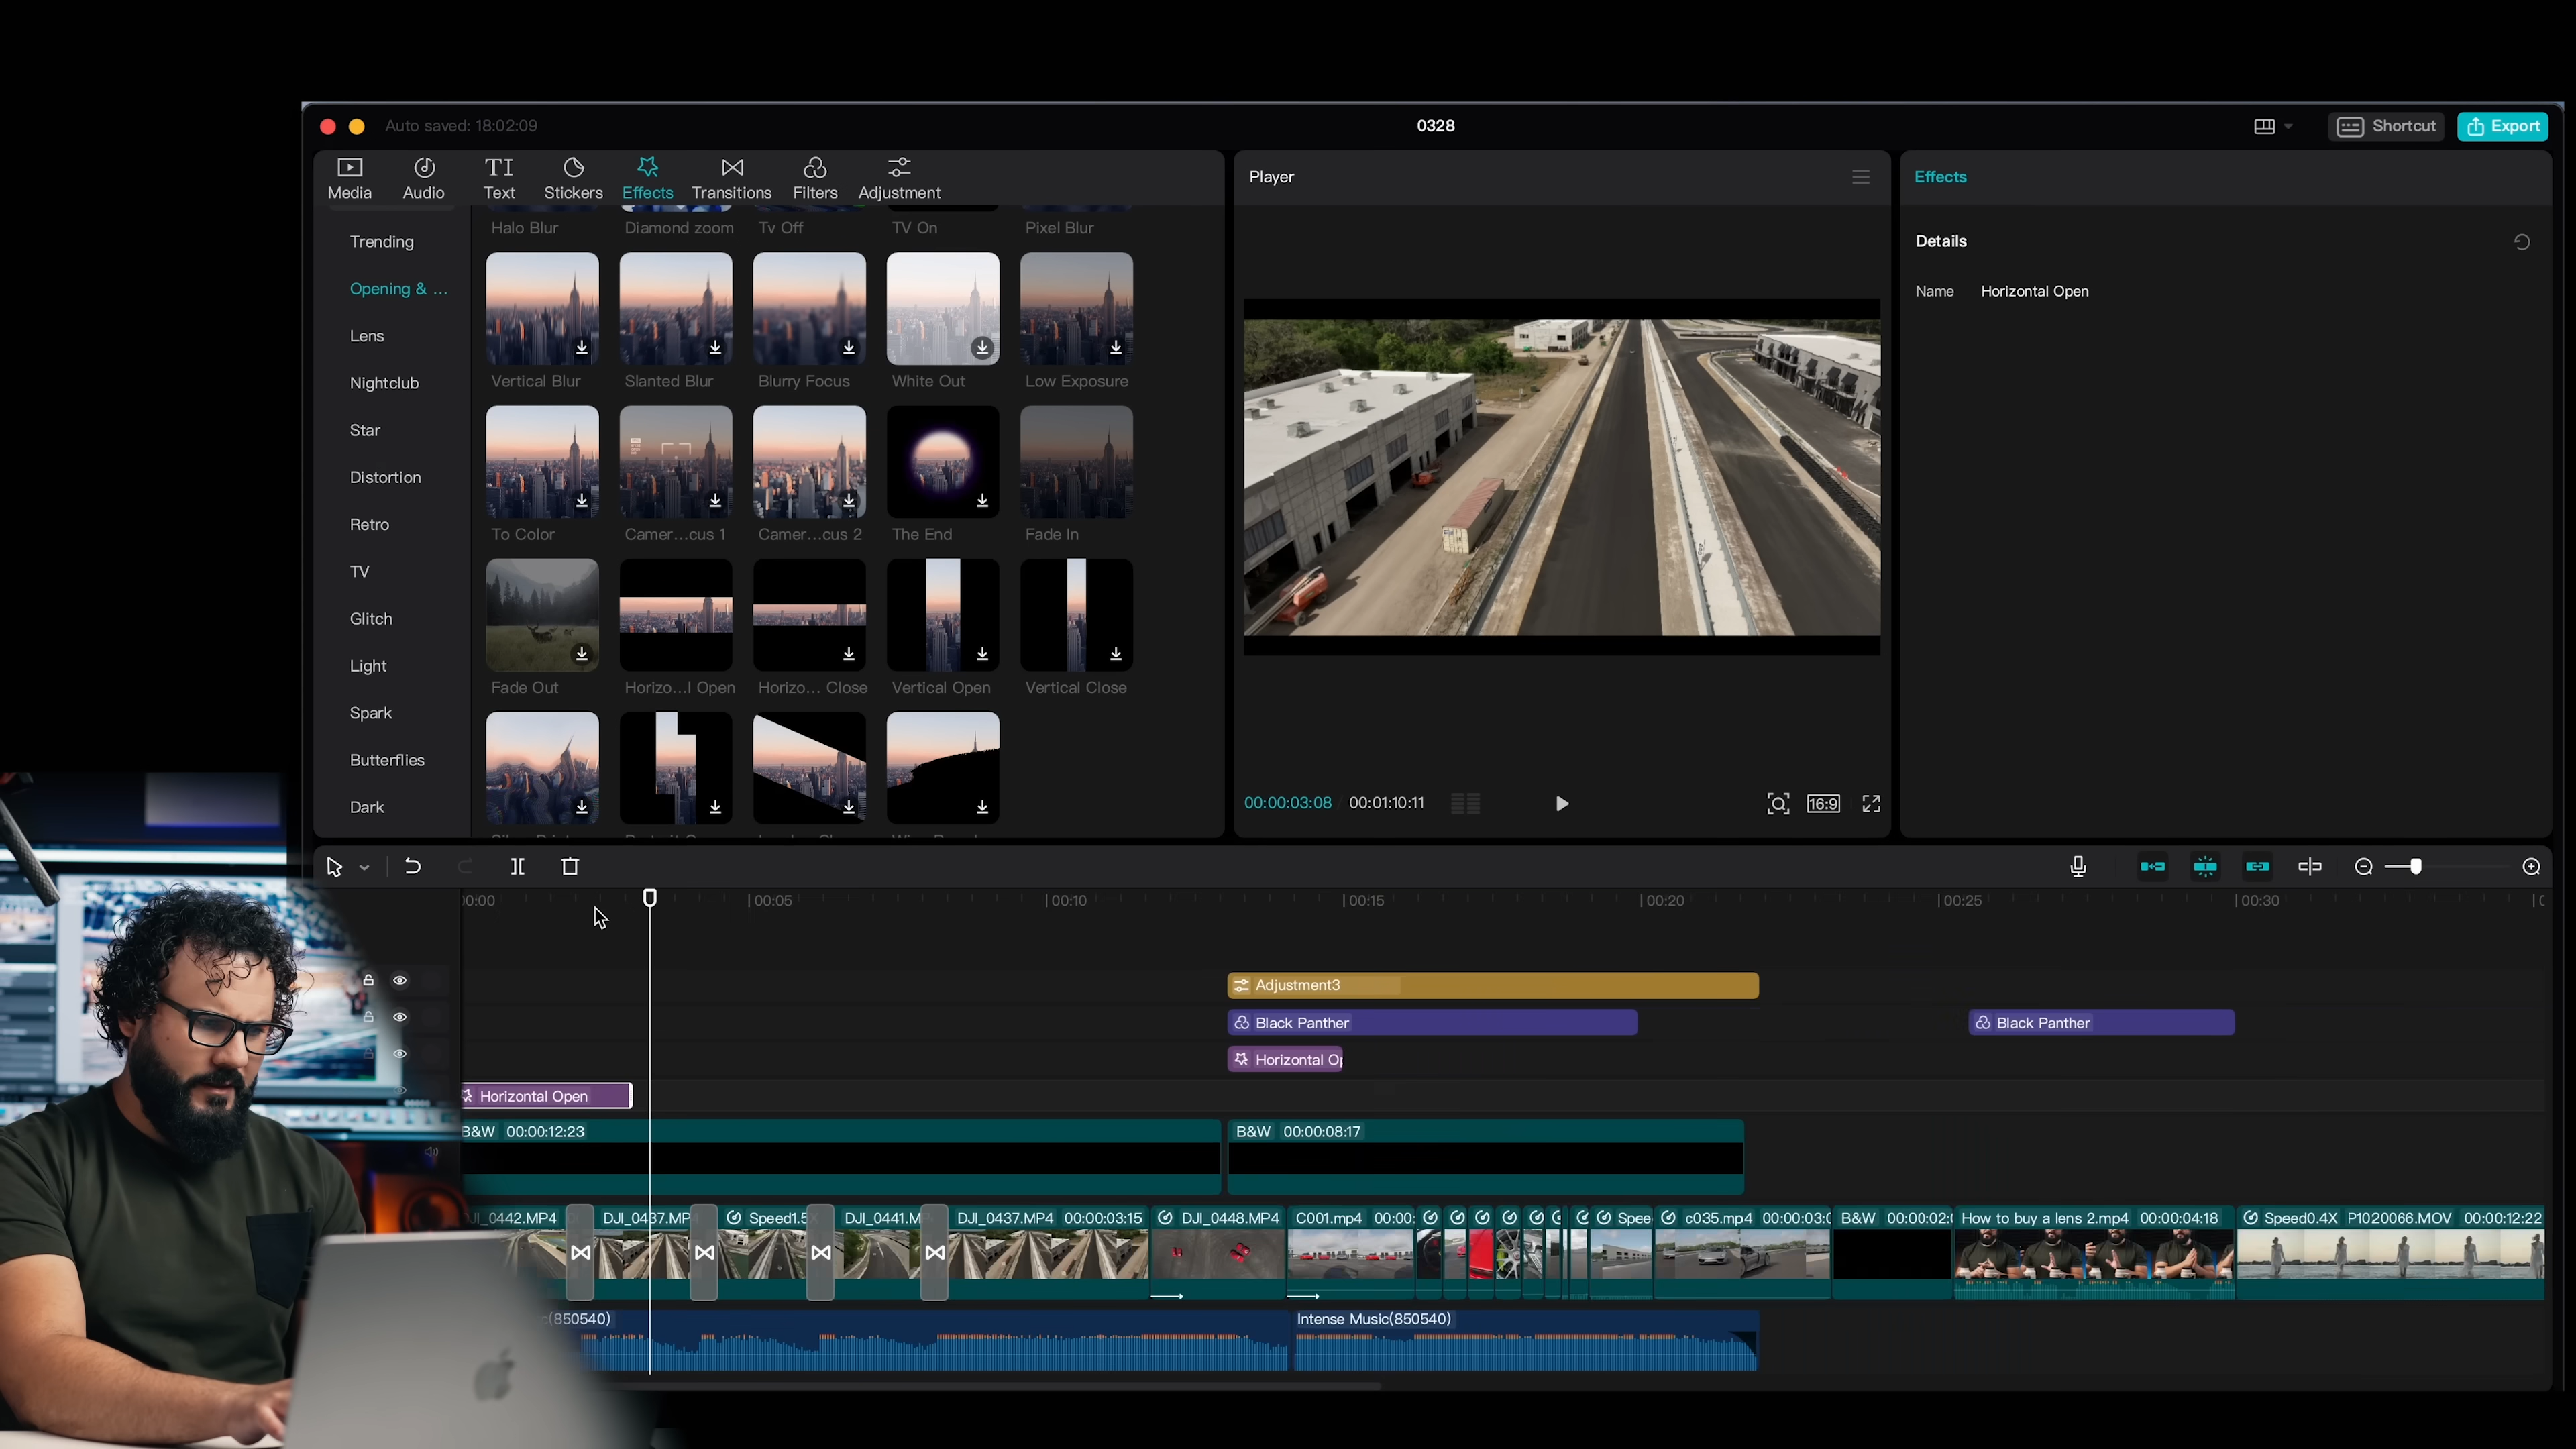 Auto saved: 18:02:09
0328
Shortcut
Export
Media
Audio
TI
Text
Stickers
Effects
Transitions
Filters
Adjustment
Player
Effects
Trending
Opening & ...
Lens
Nightclub
Star
Distortion
Retro
TV
Glitch
Light
Spark
Butterflies
Dark
Halo Blur
Diamond zoom
Tv Off
TV On
Pixel Blur
Vertical Blur
Slanted Blur
Blurry Focus
White Out
Low Exposure
To Color
Camer...cus 1
Camer...cus 2
The End
Fade In
Fade Out
Horizo...l Open
Horizo... Close
Vertical Open
Vertical Close
Details
Name
Horizontal Open
00:00:03:08
00:01:10:11
16:9
00:00
00:05
00:10
00:15
00:20
00:25
00:30
Adjustment3
Black Panther
Black Panther
Horizontal Op
Horizontal Open
B&W 00:00:12:23
B&W 00:00:08:17
DJI_0442.MP4
DJI_0437.MP
Speed1.5
DJI_0441.M
DJI_0437.MP4 00:00:03:15
DJI_0448.MP4
C001.mp4 00:00:
Spee
c035.mp4 00:00:03:0
B&W 00:00:02:
How to buy a lens 2.mp4 00:00:04:18
Speed0.4X P1020066.MOV 00:00:12:22
c(850540)
Intense Music(850540)